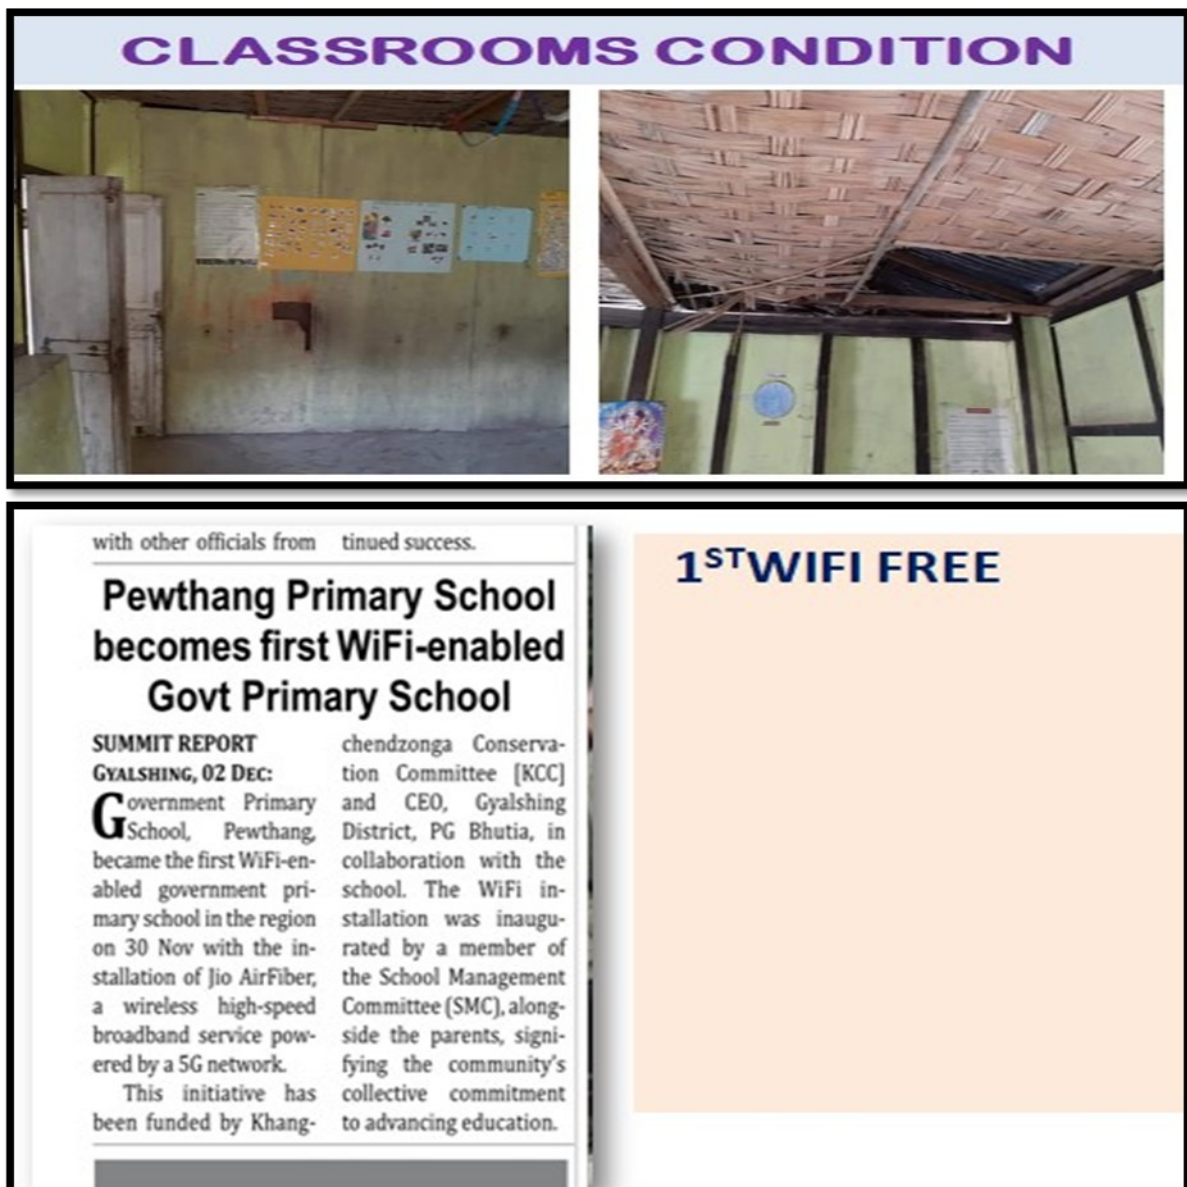 CLASSROOMS CONDITION
with other officials from
tinued success.
Pewthang Primary School
becomes first WiFi-enabled
Govt Primary School
SUMMIT REPORT
GYALSHING, 02 DEC:
Government Primary
School, Pewthang,
became the first WiFi-en-
abled government pri-
mary school in the region
on 30 Nov with the in-
stallation of Jio AirFiber,
a wireless high-speed
broadband service pow-
ered by a 5G network.
This initiative has
been funded by Khang-
chendzonga Conserva-
tion Committee [KCC]
and CEO, Gyalshing
District, PG Bhutia, in
collaboration with the
school. The WiFi in-
stallation was inaugu-
rated by a member of
the School Management
Committee (SMC), along-
side the parents, signi-
fying the community's
collective commitment
to advancing education.
1ST WIFI FREE